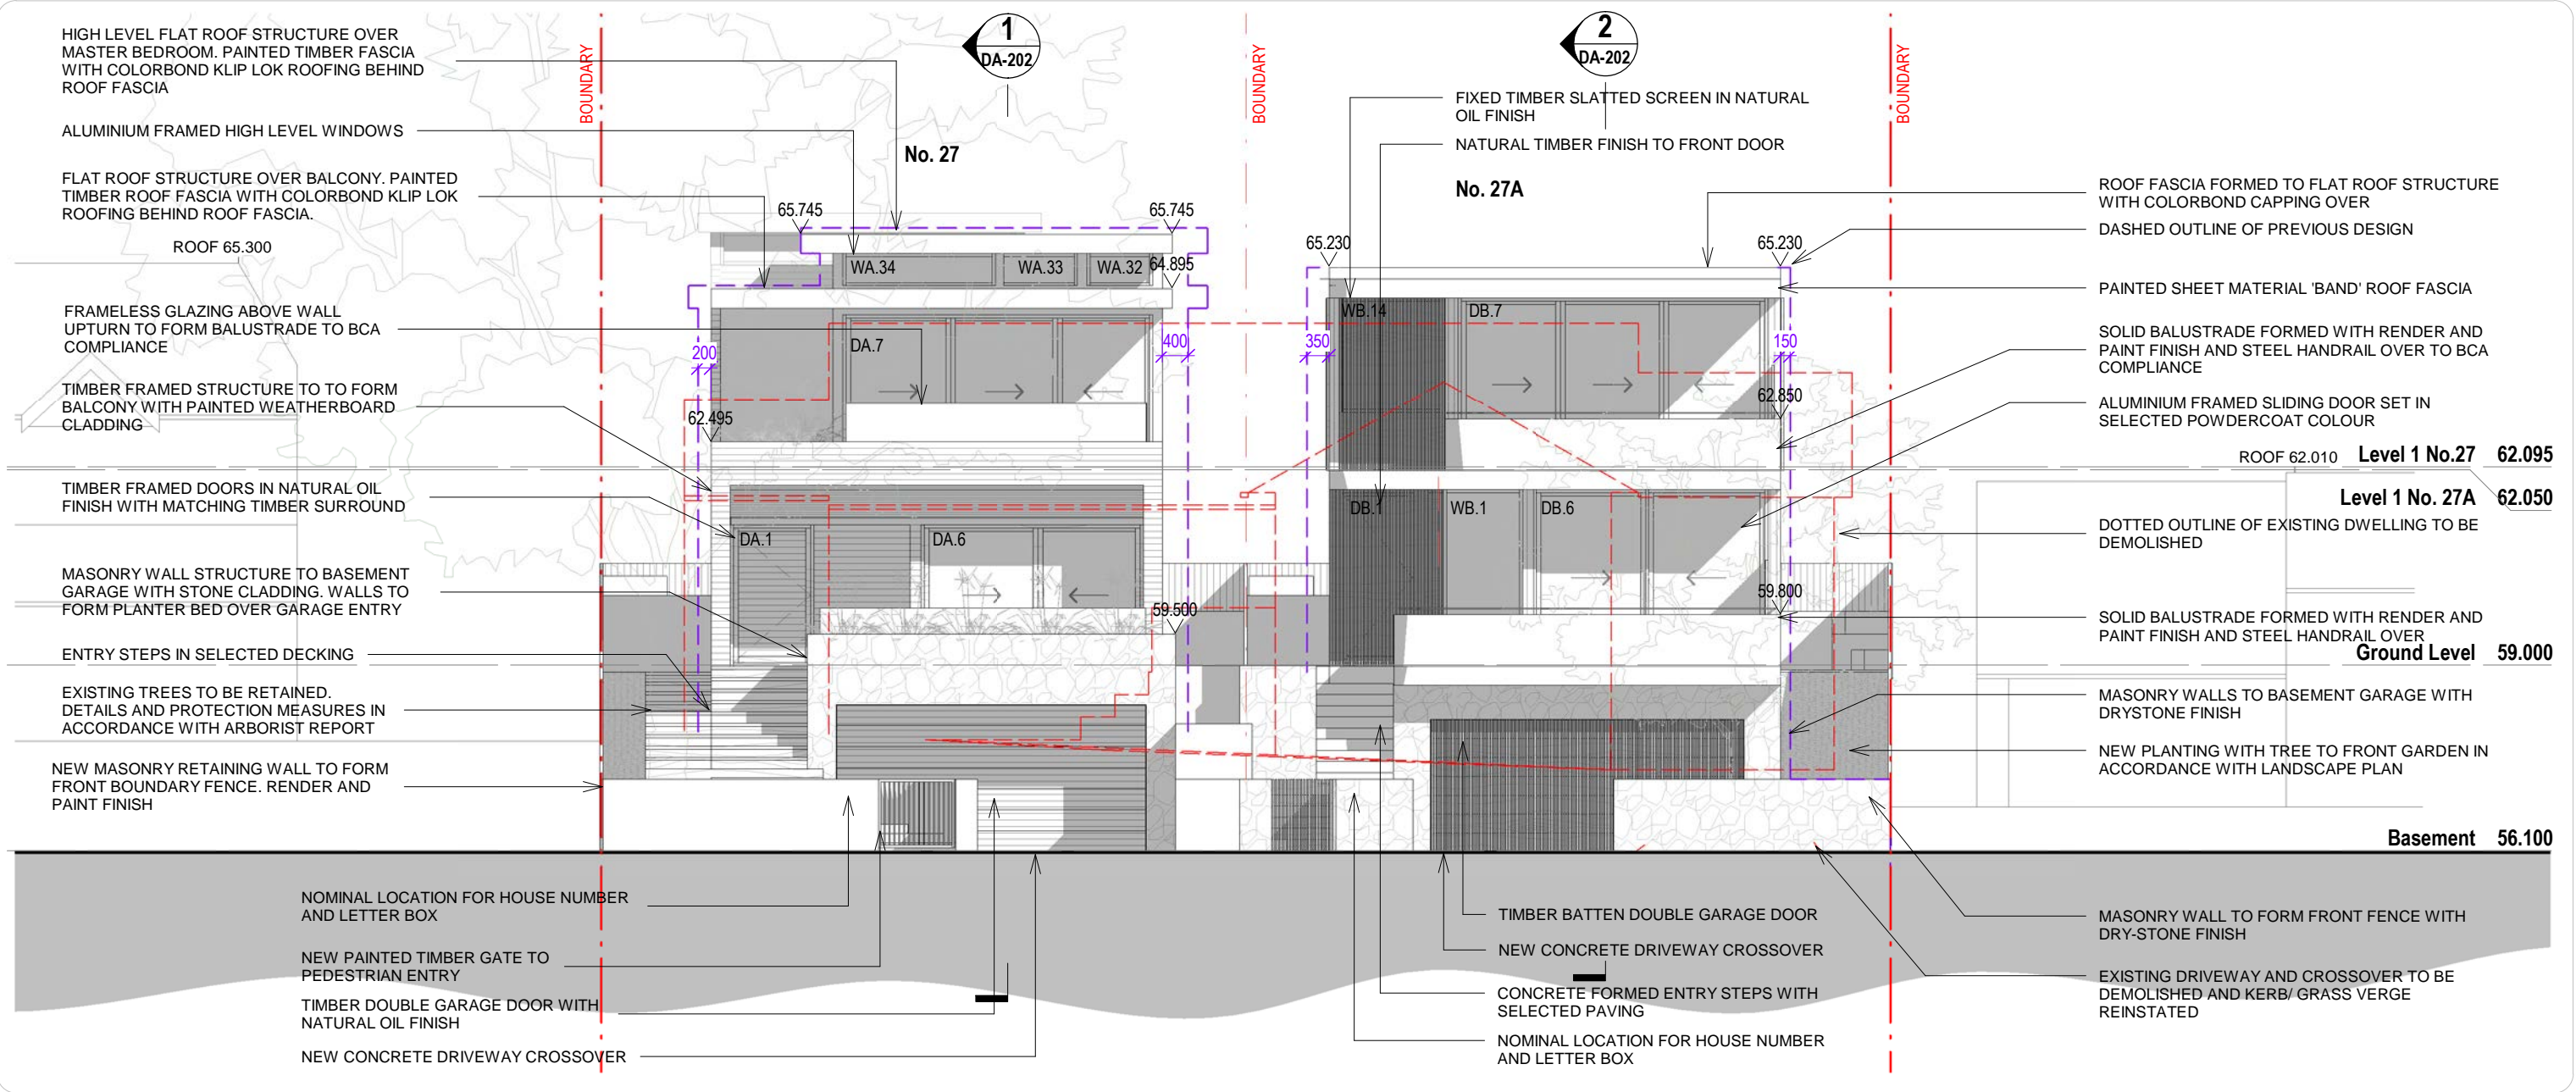 HIGH LEVEL FLAT ROOF STRUCTURE OVER
MASTER BEDROOM. PAINTED TIMBER FASCIA
WITH COLORBOND KLIP LOK ROOFING BEHIND
ROOF FASCIA
ALUMINIUM FRAMED HIGH LEVEL WINDOWS
FLAT ROOF STRUCTURE OVER BALCONY. PAINTED
TIMBER ROOF FASCIA WITH COLORBOND KLIP LOK
ROOFING BEHIND ROOF FASCIA.
ROOF 65.300
FRAMELESS GLAZING ABOVE WALL
UPTURN TO FORM BALUSTRADE TO BCA
COMPLIANCE
TIMBER FRAMED STRUCTURE TO TO FORM
BALCONY WITH PAINTED WEATHERBOARD
CLADDING
TIMBER FRAMED DOORS IN NATURAL OIL
FINISH WITH MATCHING TIMBER SURROUND
MASONRY WALL STRUCTURE TO BASEMENT
GARAGE WITH STONE CLADDING. WALLS TO
FORM PLANTER BED OVER GARAGE ENTRY
ENTRY STEPS IN SELECTED DECKING
EXISTING TREES TO BE RETAINED.
DETAILS AND PROTECTION MEASURES IN
ACCORDANCE WITH ARBORIST REPORT
NEW MASONRY RETAINING WALL TO FORM
FRONT BOUNDARY FENCE. RENDER AND
PAINT FINISH
NOMINAL LOCATION FOR HOUSE NUMBER
AND LETTER BOX
NEW PAINTED TIMBER GATE TO
PEDESTRIAN ENTRY
TIMBER DOUBLE GARAGE DOOR WITH
NATURAL OIL FINISH
NEW CONCRETE DRIVEWAY CROSSOVER
BOUNDARY
1
DA-202
No. 27
65.745
65.745
WA.34
WA.33
WA.32
64.895
DA.7
200
400
62.495
DA.1
DA.6
59.500
BOUNDARY
2
DA-202
FIXED TIMBER SLATTED SCREEN IN NATURAL
OIL FINISH
NATURAL TIMBER FINISH TO FRONT DOOR
No. 27A
65.230
65.230
WB.14
DB.7
350
150
62.850
DB.1
WB.1
DB.6
59.800
TIMBER BATTEN DOUBLE GARAGE DOOR
NEW CONCRETE DRIVEWAY CROSSOVER
CONCRETE FORMED ENTRY STEPS WITH
SELECTED PAVING
NOMINAL LOCATION FOR HOUSE NUMBER
AND LETTER BOX
BOUNDARY
ROOF FASCIA FORMED TO FLAT ROOF STRUCTURE
WITH COLORBOND CAPPING OVER
DASHED OUTLINE OF PREVIOUS DESIGN
PAINTED SHEET MATERIAL 'BAND' ROOF FASCIA
SOLID BALUSTRADE FORMED WITH RENDER AND
PAINT FINISH AND STEEL HANDRAIL OVER TO BCA
COMPLIANCE
ALUMINIUM FRAMED SLIDING DOOR SET IN
SELECTED POWDERCOAT COLOUR
ROOF 62.010
Level 1 No.27 62.095
Level 1 No. 27A 62.050
DOTTED OUTLINE OF EXISTING DWELLING TO BE
DEMOLISHED
SOLID BALUSTRADE FORMED WITH RENDER AND
PAINT FINISH AND STEEL HANDRAIL OVER
Ground Level 59.000
MASONRY WALLS TO BASEMENT GARAGE WITH
DRYSTONE FINISH
NEW PLANTING WITH TREE TO FRONT GARDEN IN
ACCORDANCE WITH LANDSCAPE PLAN
Basement 56.100
MASONRY WALL TO FORM FRONT FENCE WITH
DRY-STONE FINISH
EXISTING DRIVEWAY AND CROSSOVER TO BE
DEMOLISHED AND KERB/ GRASS VERGE
REINSTATED